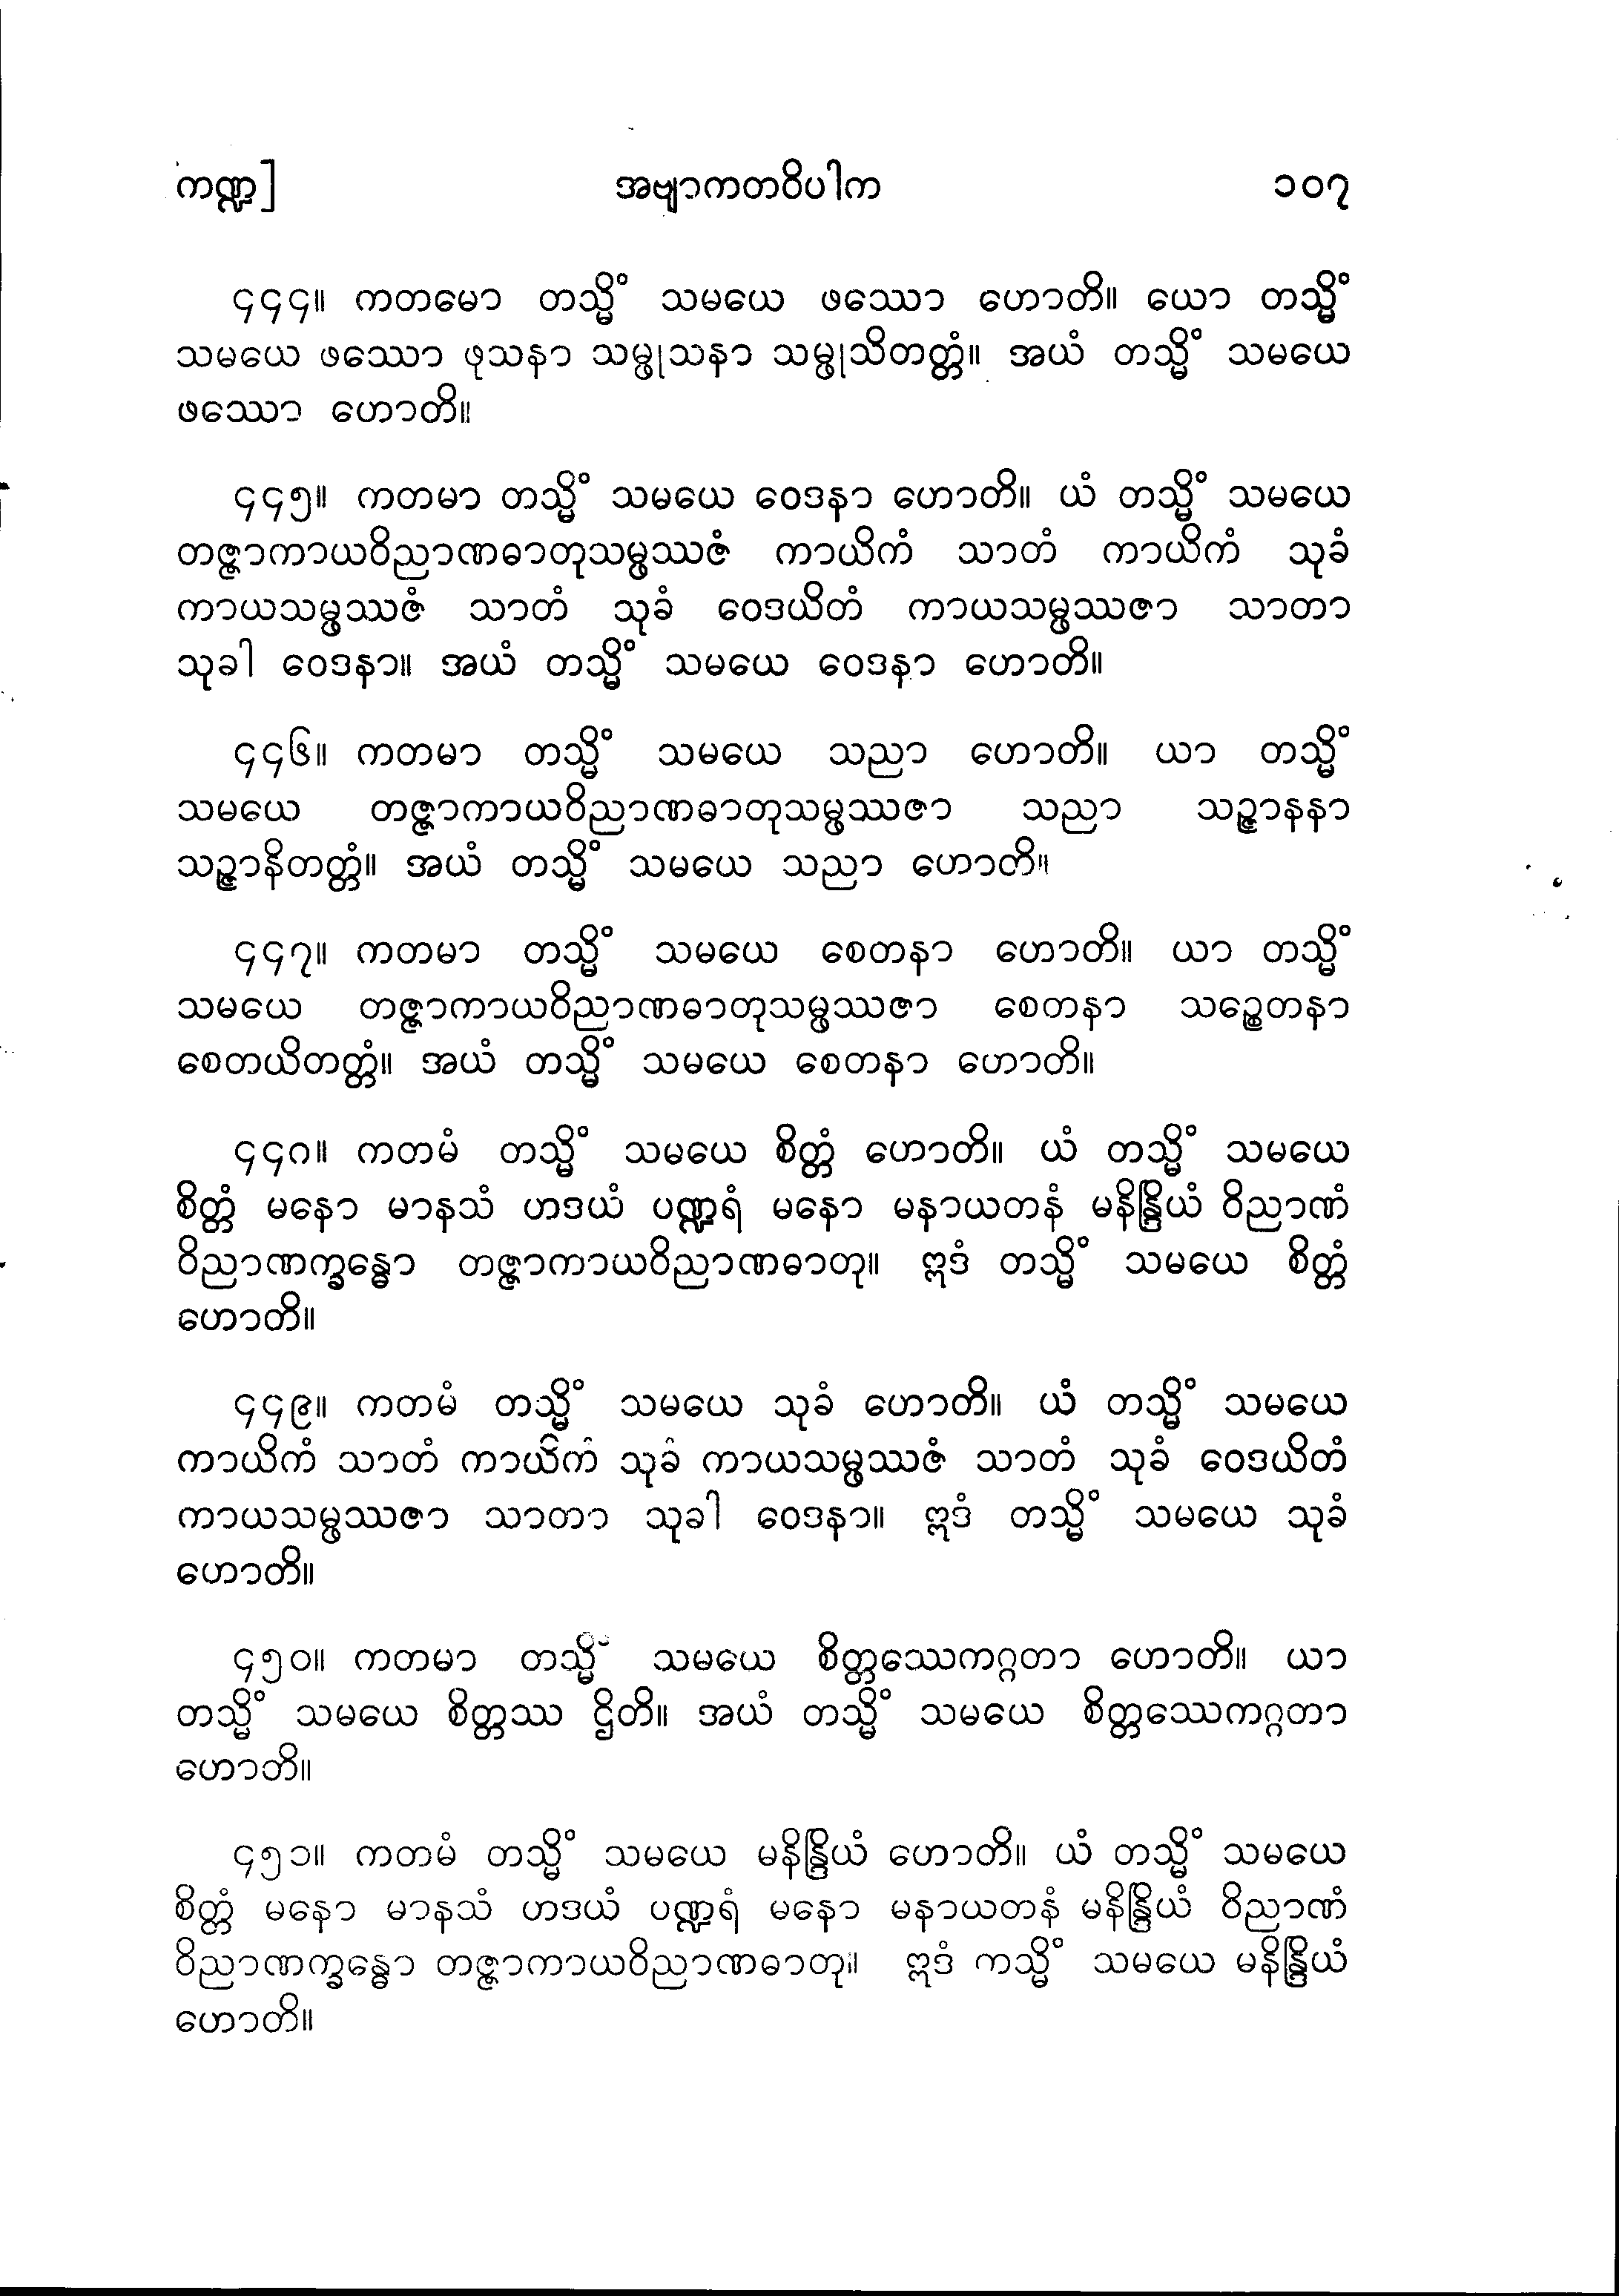 ကဏ္ဍ] အဗျာကတဝိပါက ၁၀၇
၄၄၄။ ကတမော တသ္မိံ သမယေ ဖဿော ဟောတိ။ ယော တသ္မိံ
သမယေ ဖဿော ဖုသနာ သမ္ဖုသနာ သမ္ဖုသိတတ္တံ။ အယံ တသ္မိံ သမယေ
ဖဿော ဟောတိ။
၄၄၅။ ကတမာ တသ္မိံ သမယေ ဝေဒနာ ဟောတိ။ ယံ တသ္မိံ သမယေ
တဇ္ဇာကာယဝိညာဏဓာတုသမ္ဖဿဇံ ကာယိကံ သာတံ ကာယိကံ သုခံ
ကာယသမ္ဖဿဇံ သာတံ သုခံ ဝေဒယိတံ ကာယသမ္ဖဿဇာ သာတာ
သုခါ ဝေဒနာ။ အယံ တသ္မိံ သမယေ ဝေဒနာ ဟောတိ။
၄၄၆။ ကတမာ တသ္မိံ သမယေ သညာ ဟောတိ။ ယာ တသ္မိံ
သမယေ တဇ္ဇာကာယဝိညာဏဓာတုသမ္ဖဿဇာ သညာ သဉ္ဇာနနာ
သဉ္ဇာနိတတ္တံ။ အယံ တသ္မိံ သမယေ သညာ ဟောတိ။
၄၄၇။ ကတမာ တသ္မိံ သမယေ စေတနာ ဟောတိ။ ယာ တသ္မိံ
သမယေ တဇ္ဇာကာယဝိညာဏဓာတုသမ္ဖဿဇာ စေတနာ သဉ္စေတနာ
စေတယိတတ္တံ။ အယံ တသ္မိံ သမယေ စေတနာ ဟောတိ။
၄၄၈။ ကတမံ တသ္မိံ သမယေ စိတ္တံ ဟောတိ။ ယံ တသ္မိံ သမယေ
စိတ္တံ မနော မာနသံ ဟဒယံ ပဏ္ဍရံ မနော မနာယတနံ မနိန္ဒြိယံ ဝိညာဏံ
ဝိညာဏက္ခန္ဓော တဇ္ဇာကာယဝိညာဏဓာတု။ ဣဒံ တသ္မိံ သမယေ စိတ္တံ
ဟောတိ။
၄၄၉။ ကတမံ တသ္မိံ သမယေ သုခံ ဟောတိ။ ယံ တသ္မိံ သမယေ
ကာယိကံ သာတံ ကာယိကံ သုခံ ကာယသမ္ဖဿဇံ သာတံ သုခံ ဝေဒယိတံ
ကာယသမ္ဖဿဇာ သာတာ သုခါ ဝေဒနာ။ ဣဒံ တသ္မိံ သမယေ သုခံ
ဟောတိ။
၄၅၀။ ကတမာ တသ္မိံ သမယေ စိတ္တဿေကဂ္ဂတာ ဟောတိ။ ယာ
တသ္မိံ သမယေ စိတ္တဿ ဌိတိ။ အယံ တသ္မိံ သမယေ စိတ္တဿေကဂ္ဂတာ
ဟောတိ။
၄၅၁။ ကတမံ တသ္မိံ သမယေ မနိန္ဒြိယံ ဟောတိ။ ယံ တသ္မိံ သမယေ
စိတ္တံ မနော မာနသံ ဟဒယံ ပဏ္ဍရံ မနော မနာယတနံ မနိန္ဒြိယံ ဝိညာဏံ
ဝိညာဏက္ခန္ဓော တဇ္ဇာကာယဝိညာဏဓာတု။ ဣဒံ ကသ္မိံ သမယေ မနိန္ဒြိယံ
ဟောတိ။